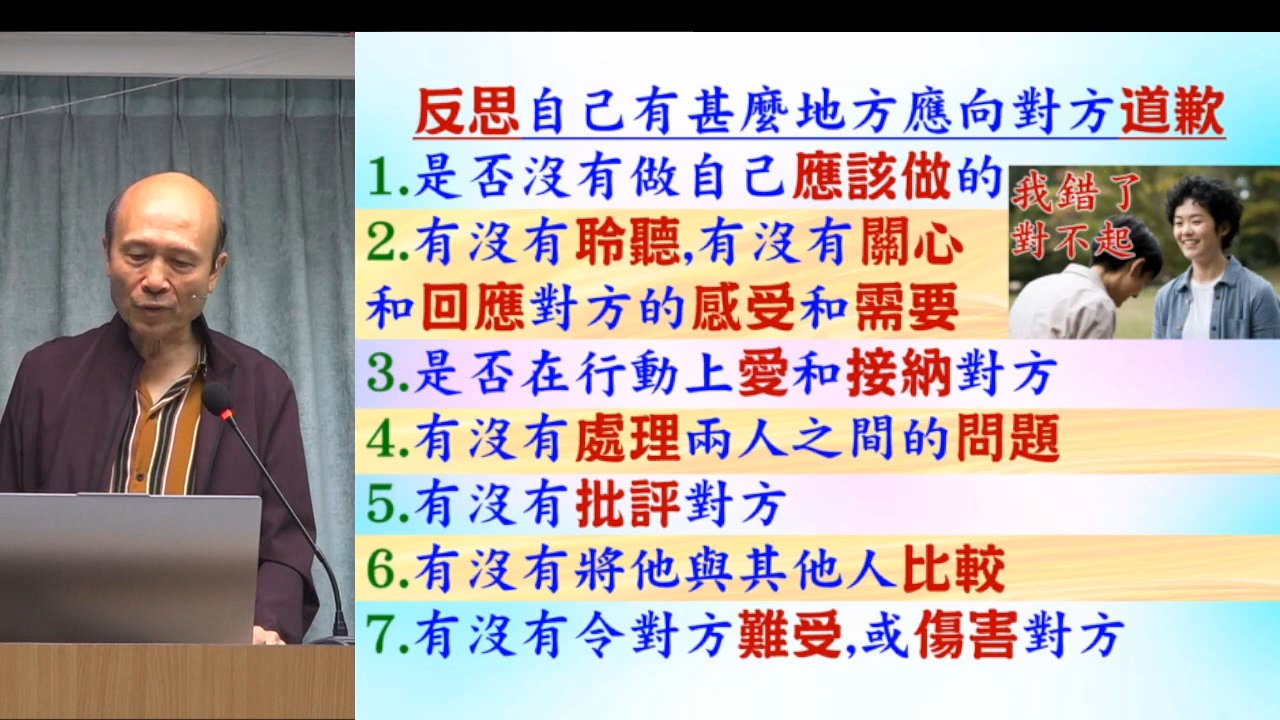 反思自己有甚麼地方應向對方道歉
1.是否沒有做自己應該做的
我錯了
對不起
2.有沒有聆聽,有沒有關心
和回應對方的感受和需要
3.是否在行動上愛和接納對方
4.有沒有處理兩人之間的問題
5.有沒有批評對方
6.有沒有將他與其他人比較
7.有沒有令對方難受,或傷害對方